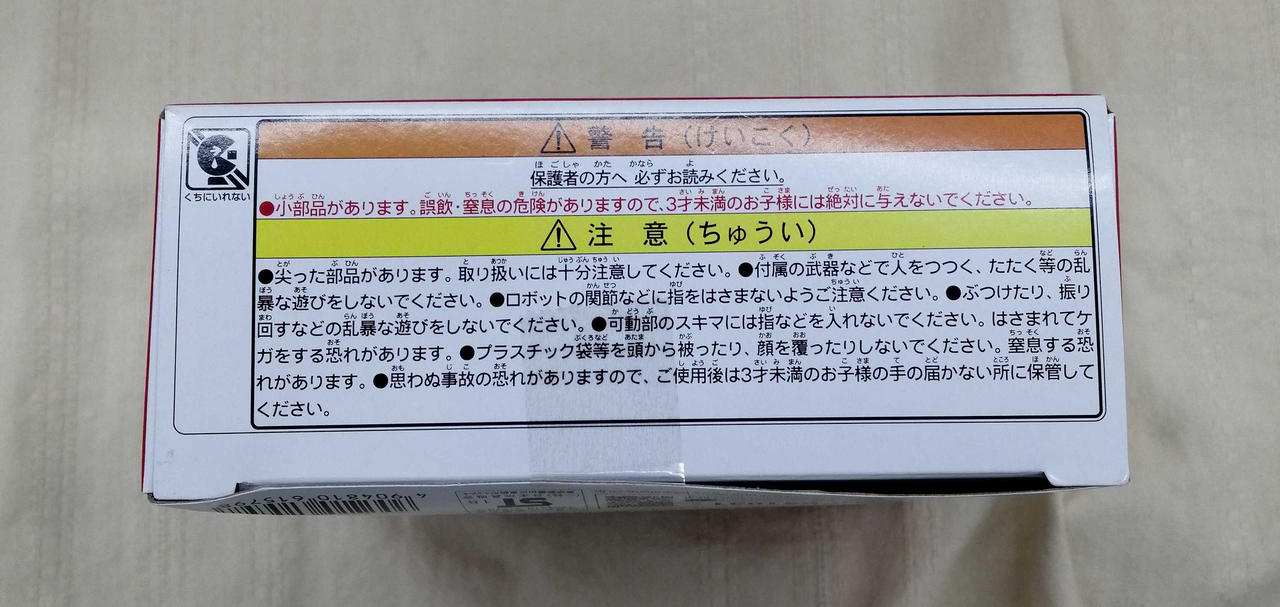 警 告（けいこく）
くちにいれない
保護者の方へ 必ずお読みください。
●小部品があります。誤飲・窒息の危険がありますので、3才未満のお子様には絶対に与えないでください。
注 意（ちゅうい）
●尖った部品があります。取り扱いには十分注意してください。●付属の武器などで人をつつく、たたく等の乱
暴な遊びをしないでください。●ロボットの関節などに指をはさまないようご注意ください。●ぶつけたり、振り
回すなどの乱暴な遊びをしないでください。●可動部のスキマには指などを入れないでください。はさまれてケ
ガをする恐れがあります。●プラスチック袋等を頭から被ったり、顔を覆ったりしないでください。窒息する恐
れがあります。●思わぬ事故の恐れがありますので、ご使用後は3才未満のお子様の手の届かない所に保管して
ください。
ST